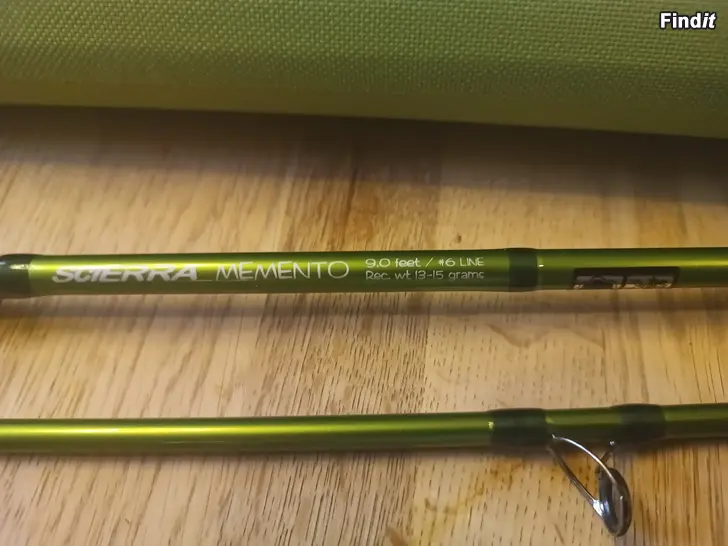 Findit
SCIERRA MEMENTO
9.0 feet / #6 LINE
Rec. wt 13-15 grams